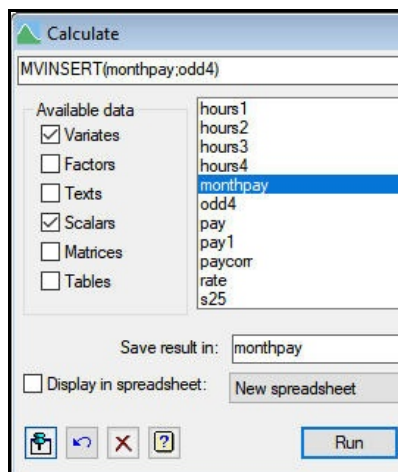 Calculate
MVINSERT(monthpay;odd4)
Available data
Variates
Factors
Texts
Scalars
Matrices
Tables
hours1
hours2
hours3
hours4
monthpay
odd4
pay
pay1
paycorr
rate
s25
Save result in: monthpay
Display in spreadsheet: New spreadsheet
Run